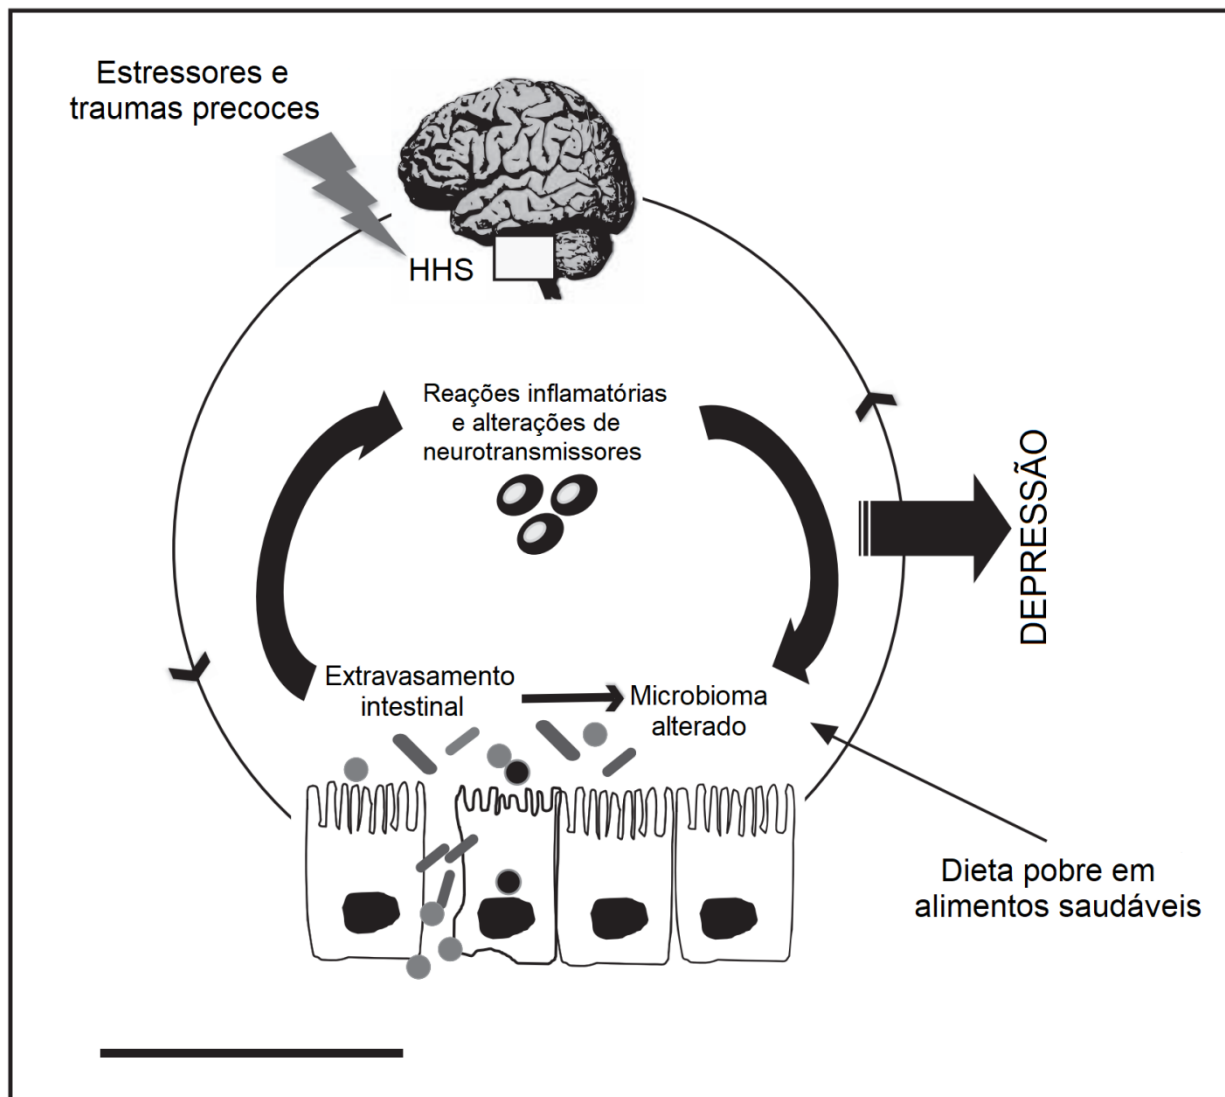 Estressores e
traumas precoces
HHS
Reações inflamatórias
e alterações de
neurotransmissores
DEPRESSÃO
Extravasamento
intestinal
Microbioma
alterado
Dieta pobre em
alimentos saudáveis